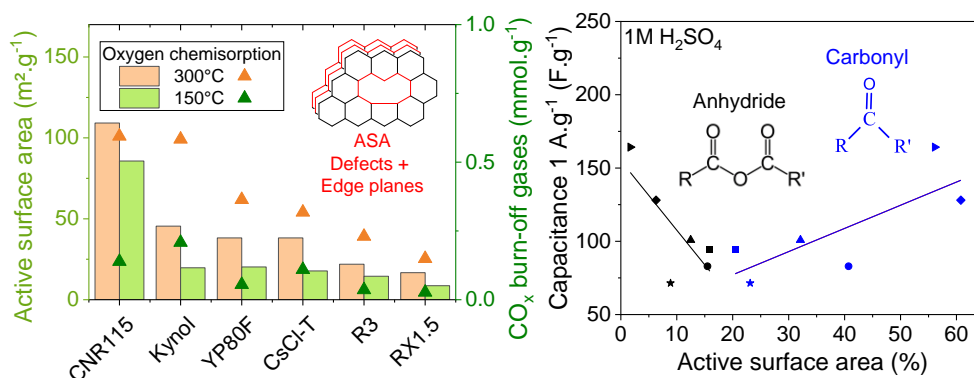 Active surface area (m².g⁻¹)
150
100
50
0
Oxygen chemisorption
300°C
150°C
ASA
Defects +
Edge planes
1.0
0.5
0.0
COₓ burn-off gases (mmol.g⁻¹)
CNR115
Kynol
YP80F
CsCl-T
R3
RX1.5
Capacitance 1 A.g⁻¹ (F.g⁻¹)
250
200
150
100
50
1M H₂SO₄
Anhydride
O O
R O R'
Carbonyl
O
C
R R'
0 10 20 30 40 50 60
Active surface area (%)